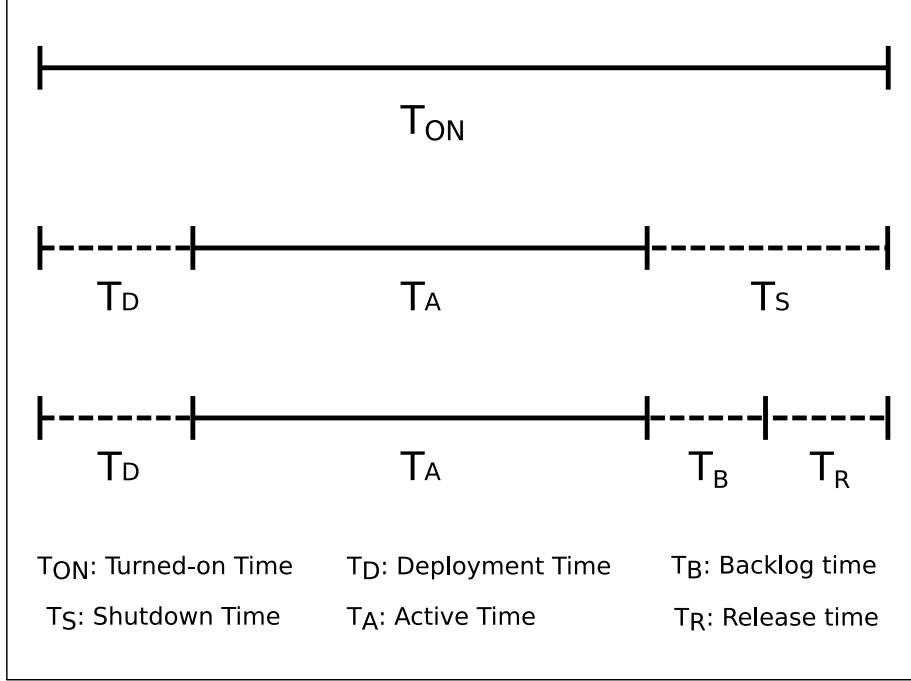 TON
TD TA TS
TD TA TB TR
TON: Turned-on Time TD: Deployment Time TB: Backlog time
TS: Shutdown Time TA: Active Time TR: Release time